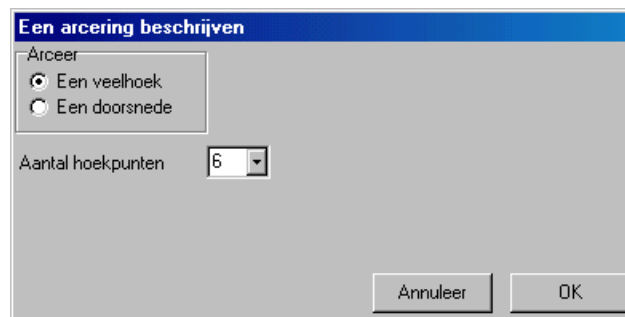 Een arcering beschrijven
Arceer
Een veelhoek
Een doorsnede
Aantal hoekpunten 6
Annuleer OK